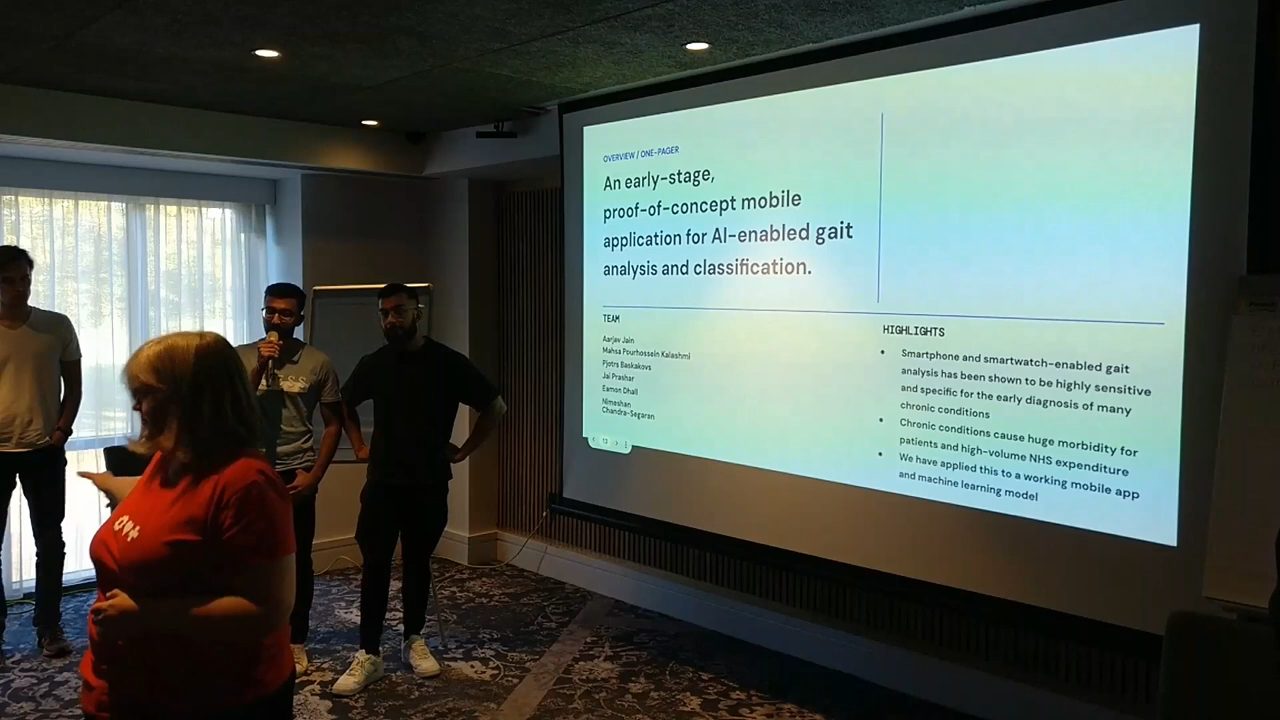 OVERVIEW / ONE-PAGER
An early-stage,
proof-of-concept mobile
application for AI-enabled gait
analysis and classification.
TEAM
Aarjav Jain
Mahsa Pourhossein Kalashmi
Pjotrs Baskakovs
Jai Prashar
Eamon Dhall
Nimeshan
Chandra-Segaran
HIGHLIGHTS
Smartphone and smartwatch-enabled gait
analysis has been shown to be highly sensitive
and specific for the early diagnosis of many
chronic conditions
Chronic conditions cause huge morbidity for
patients and high-volume NHS expenditure
We have applied this to a working mobile app
and machine learning model